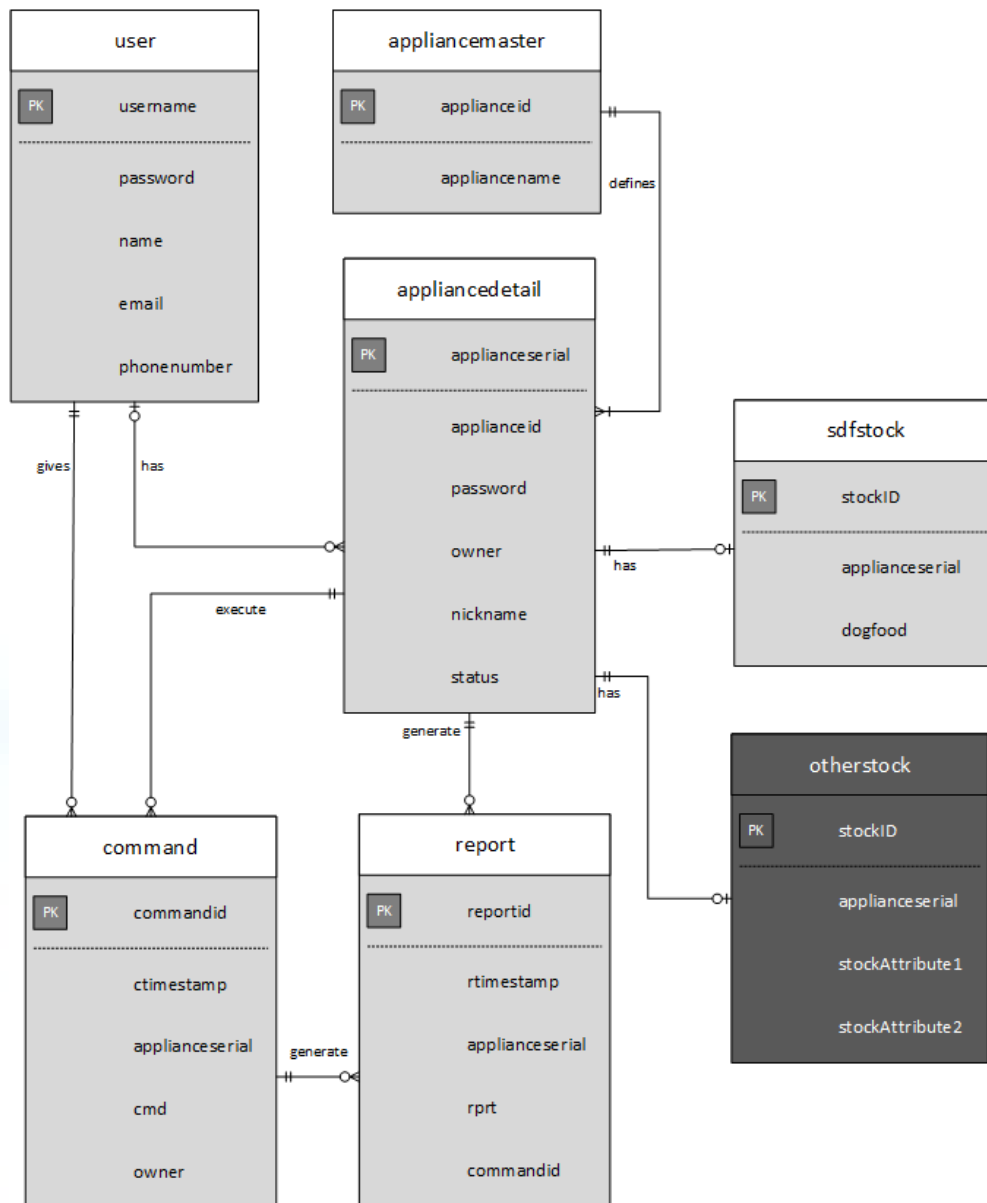 user
PK username
password
name
email
phonenumber
appliancemaster
PK applianceid
appliancename
defines
appliancedetail
PK applianceserial
applianceid
password
owner
nickname
status
gives
has
execute
generate
has
has
sdfstock
PK stockID
applianceserial
dogfood
otherstock
PK stockID
applianceserial
stockAttribute1
stockAttribute2
command
PK commandid
ctimestamp
applianceserial
cmd
owner
generate
report
PK reportid
rtimestamp
applianceserial
rprt
commandid